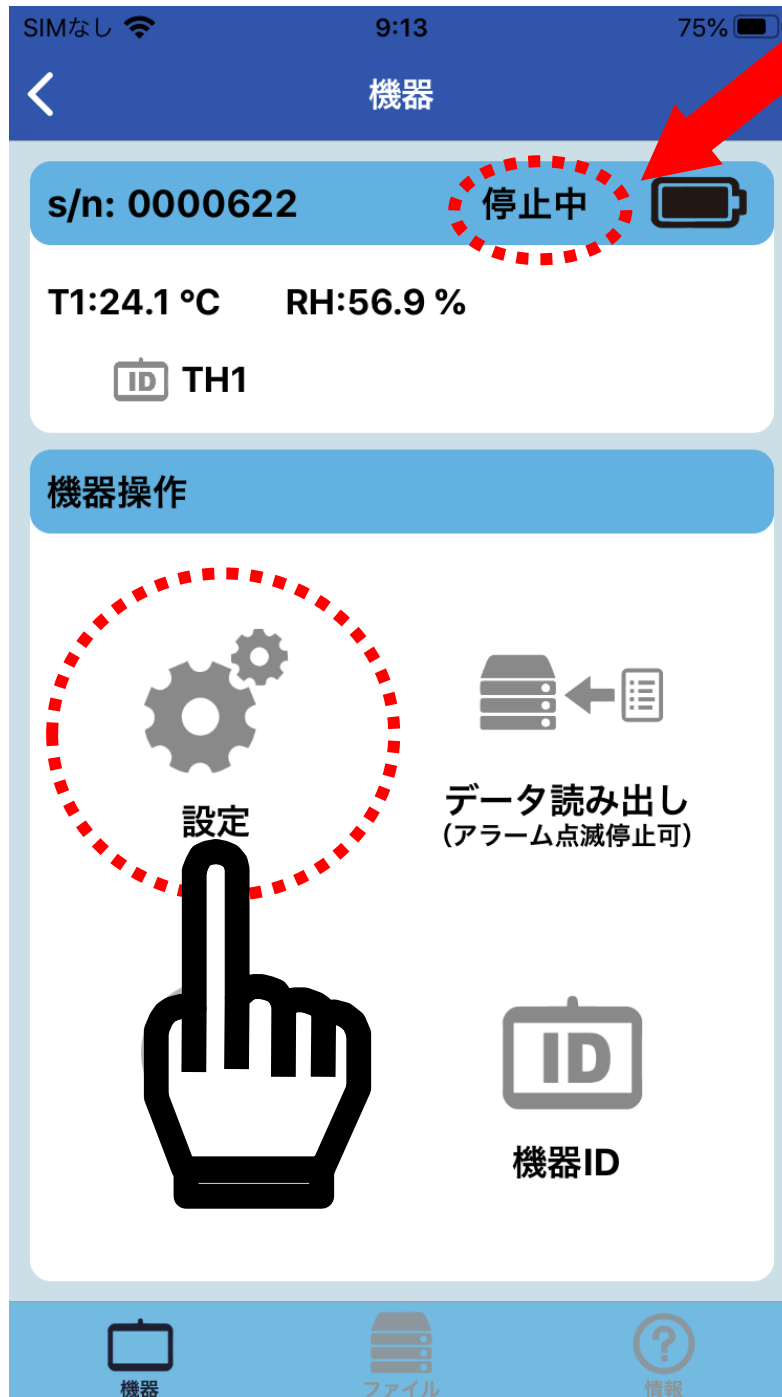 SIMなし 9:13 75%
機器
s/n: 0000622 停止中
T1:24.1 ℃ RH:56.9 %
ID TH1
機器操作
設定
データ読み出し
(アラーム点滅停止可)
ID
機器ID
機器 ファイル 情報